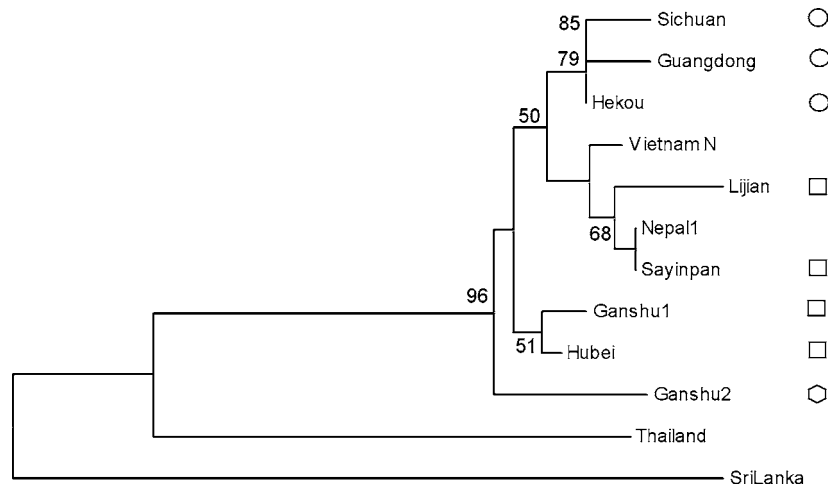 85
Sichuan
79
Guangdong
Hekou
50
Vietnam N
Lijian
68
Nepal1
Sayinpan
96
Ganshu1
51
Hubei
Ganshu2
Thailand
SriLanka